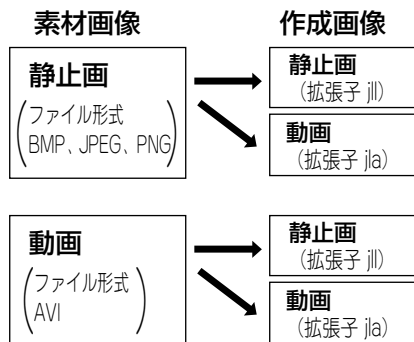 素材画像
作成画像
静止画
ファイル形式
BMP、JPEG、PNG
静止画
（拡張子 jll）
動画
（拡張子 jla）
動画
ファイル形式
AVI
静止画
（拡張子 jll）
動画
（拡張子 jla）